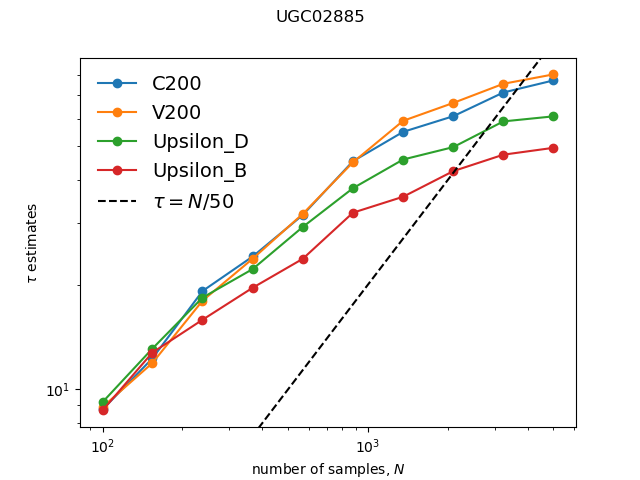 UGC02885
C200
V200
Upsilon_D
Upsilon_B
τ = N/50
τ estimates
10¹
10² 10³
number of samples, N